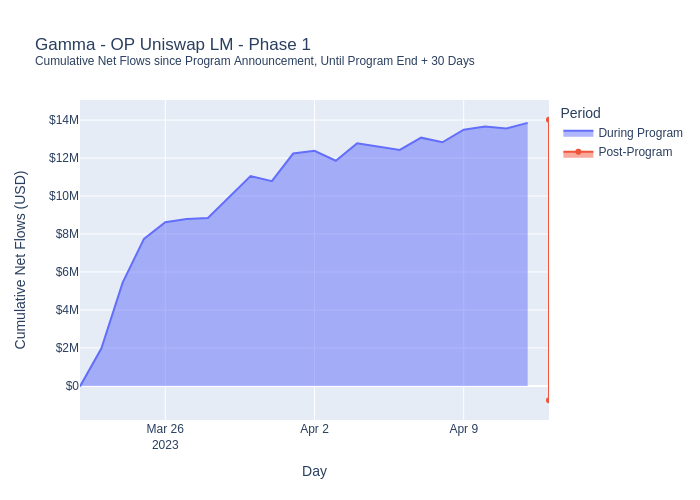 Gamma - OP Uniswap LM - Phase 1
Cumulative Net Flows since Program Announcement, Until Program End + 30 Days
Period
During Program
Post-Program
$14M
$12M
$10M
$8M
$6M
$4M
$2M
$0
Cumulative Net Flows (USD)
Mar 26
2023
Apr 2
Apr 9
Day